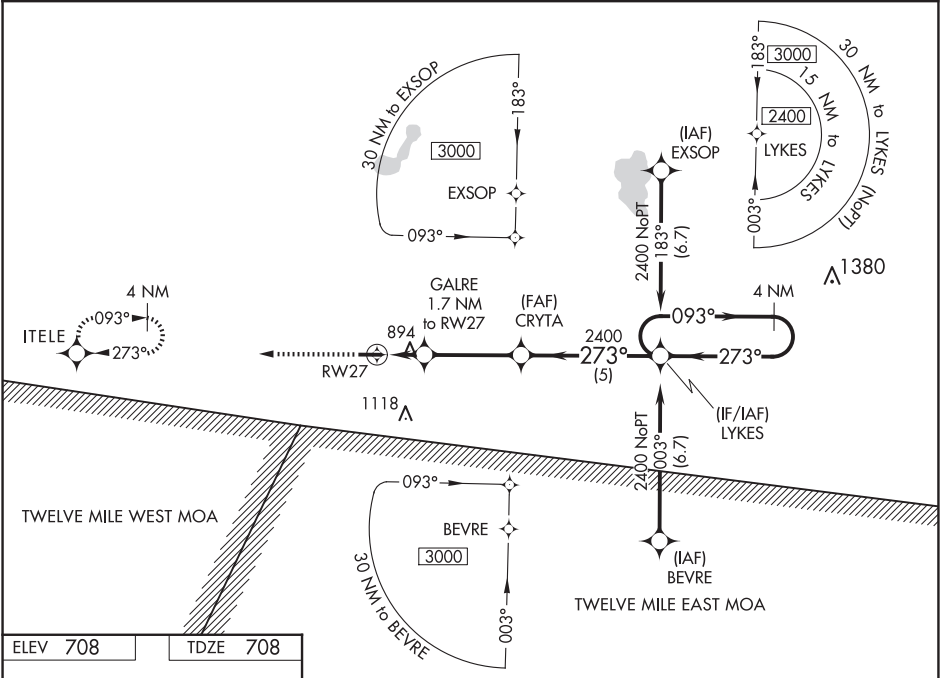 30 NM to EXSOP
3000
183°
EXSOP
093°
(IAF)
EXSOP
2400 NoPT
183°
(6.7)
183°
3000
30 NM to LYKES (NoPT)
15 NM to LYKES
2400
LYKES
003°
1380
4 NM
ITELE
093°
273°
GALRE
1.7 NM
to RW27
(FAF)
CRYTA
894
RW27
2400
273°
(5)
093°
4 NM
273°
(IF/IAF)
LYKES
1118
2400 NoPT
003°
(6.7)
TWELVE MILE WEST MOA
093°
BEVRE
3000
30 NM to BEVRE
003°
(IAF)
BEVRE
TWELVE MILE EAST MOA
ELEV 708
TDZE 708